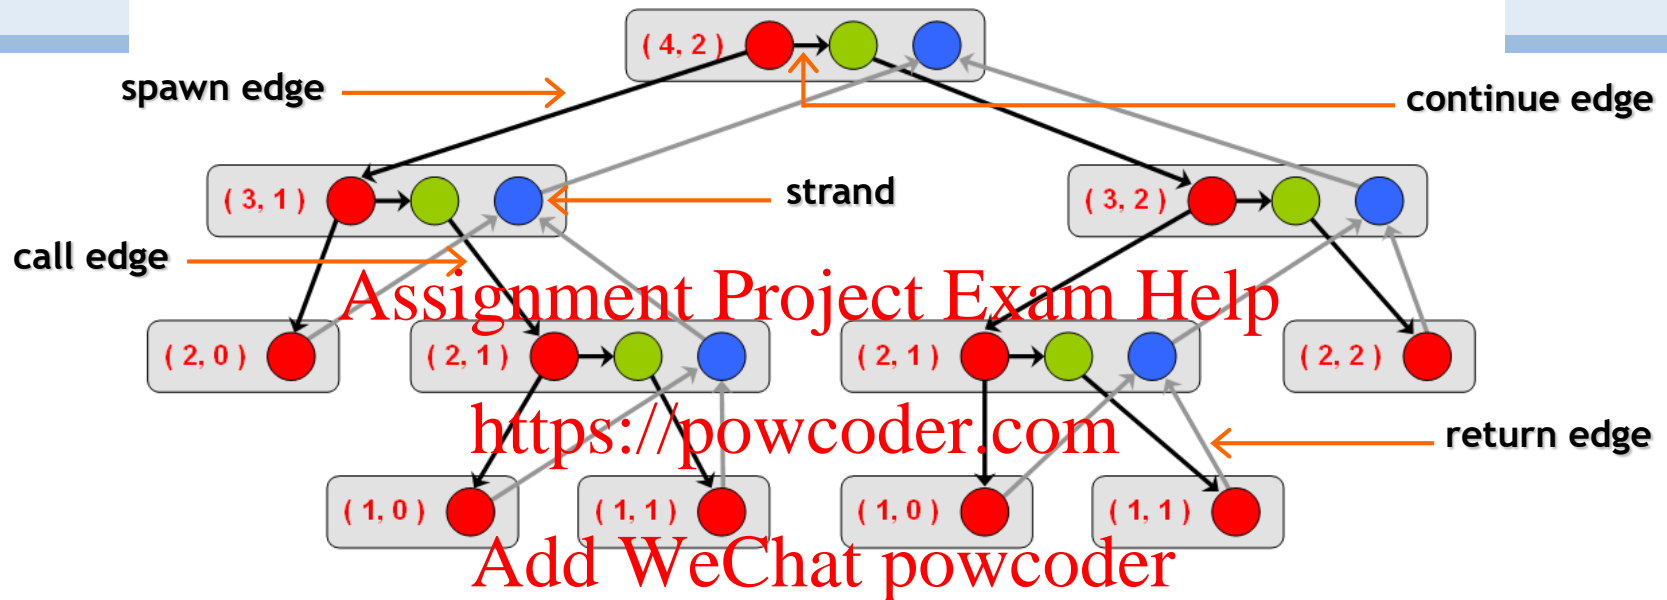 ( 4, 2 )
spawn edge
continue edge
( 3, 1 )
strand
( 3, 2 )
call edge
Assignment Project Exam Help
( 2, 0 )
( 2, 1 )
( 2, 1 )
( 2, 2 )
https://powcoder.com
return edge
( 1, 0 )
( 1, 1 )
( 1, 0 )
( 1, 1 )
Add WeChat powcoder